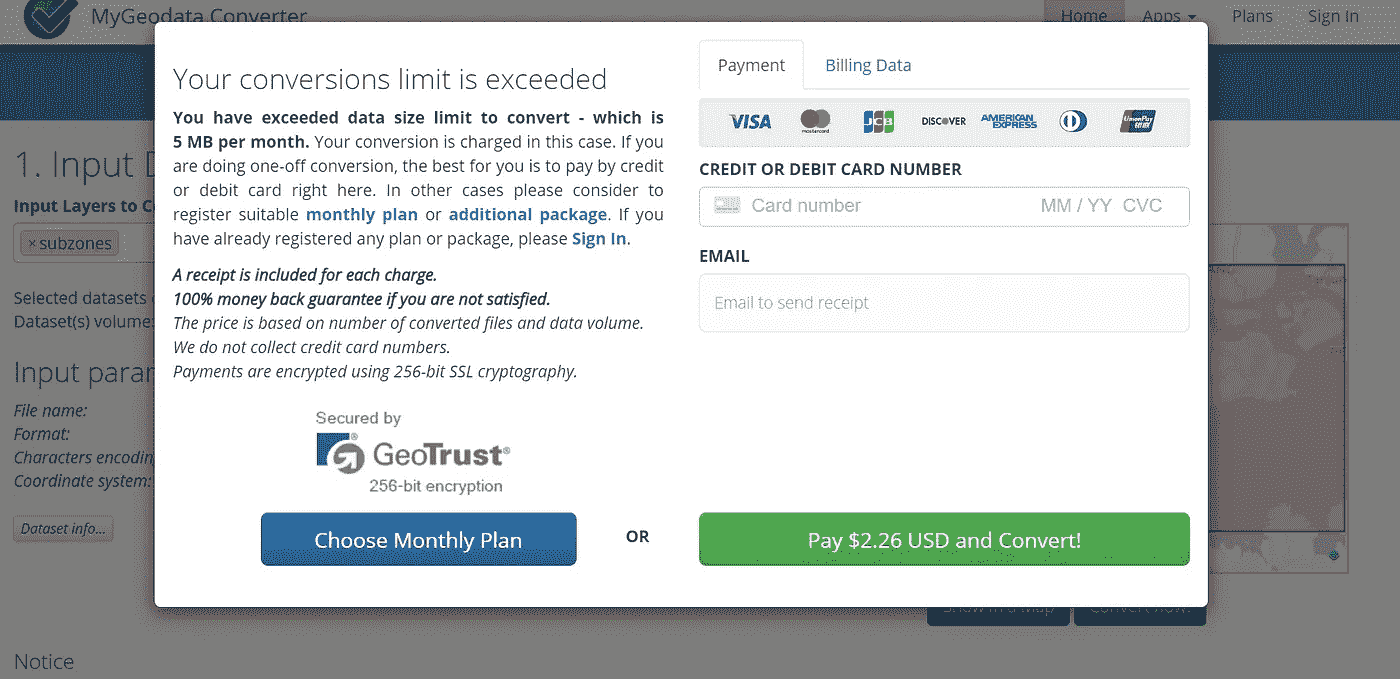 MyGeodata Converter
Home Apps Plans Sign In
Your conversions limit is exceeded
You have exceeded data size limit to convert - which is
5 MB per month. Your conversion is charged in this case. If you
are doing one-off conversion, the best for you is to pay by credit
or debit card right here. In other cases please consider to
register suitable monthly plan or additional package. If you
have already registered any plan or package, please Sign In.
A receipt is included for each charge.
100% money back guarantee if you are not satisfied.
The price is based on number of converted files and data volume.
We do not collect credit card numbers.
Payments are encrypted using 256-bit SSL cryptography.
Secured by
GeoTrust®
256-bit encryption
Choose Monthly Plan
OR
Payment Billing Data
VISA mastercard JCB DISCOVER AMERICAN EXPRESS UnionPay
CREDIT OR DEBIT CARD NUMBER
Card number MM / YY CVC
EMAIL
Email to send receipt
Pay $2.26 USD and Convert!
1. Input
Input Layers to
× subzones
Selected datasets
Dataset(s) volume:
Input
File name:
Format:
Characters
Coordinate system:
Dataset info...
Show in a Map Convert now!
Notice